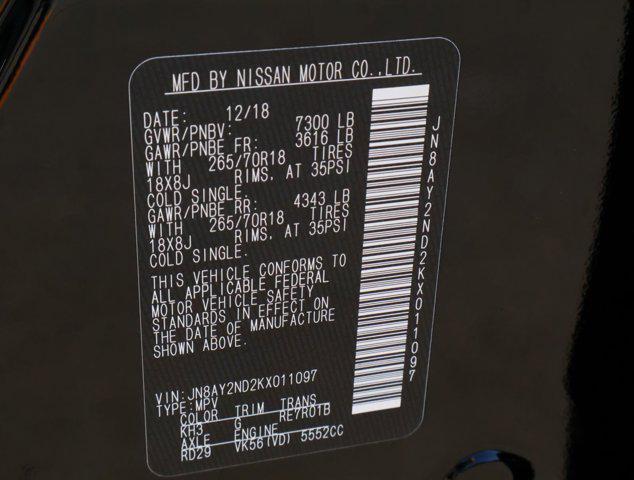 MFD BY NISSAN MOTOR CO.,LTD.
DATE: 12/18
GVWR/PNBV: 7300 LB
GAWR/PNBE FR: 3616 LB
WITH 265/70R18 TIRES
18X8J RIMS, AT 35PSI
COLD SINGLE.
GAWR/PNBE RR: 4343 LB
WITH 265/70R18 TIRES
18X8J RIMS, AT 35PSI
COLD SINGLE.
THIS VEHICLE CONFORMS TO
ALL APPLICABLE FEDERAL
MOTOR VEHICLE SAFETY
STANDARDS IN EFFECT ON
THE DATE OF MANUFACTURE
SHOWN ABOVE.
VIN: JN8AY2ND2KX011097
TYPE: MPV
COLOR TRIM TRANS
KH3 G RE7R01B
AXLE ENGINE
RD29 VK56(VD) 5552CC
JN8AY2ND2KX011097